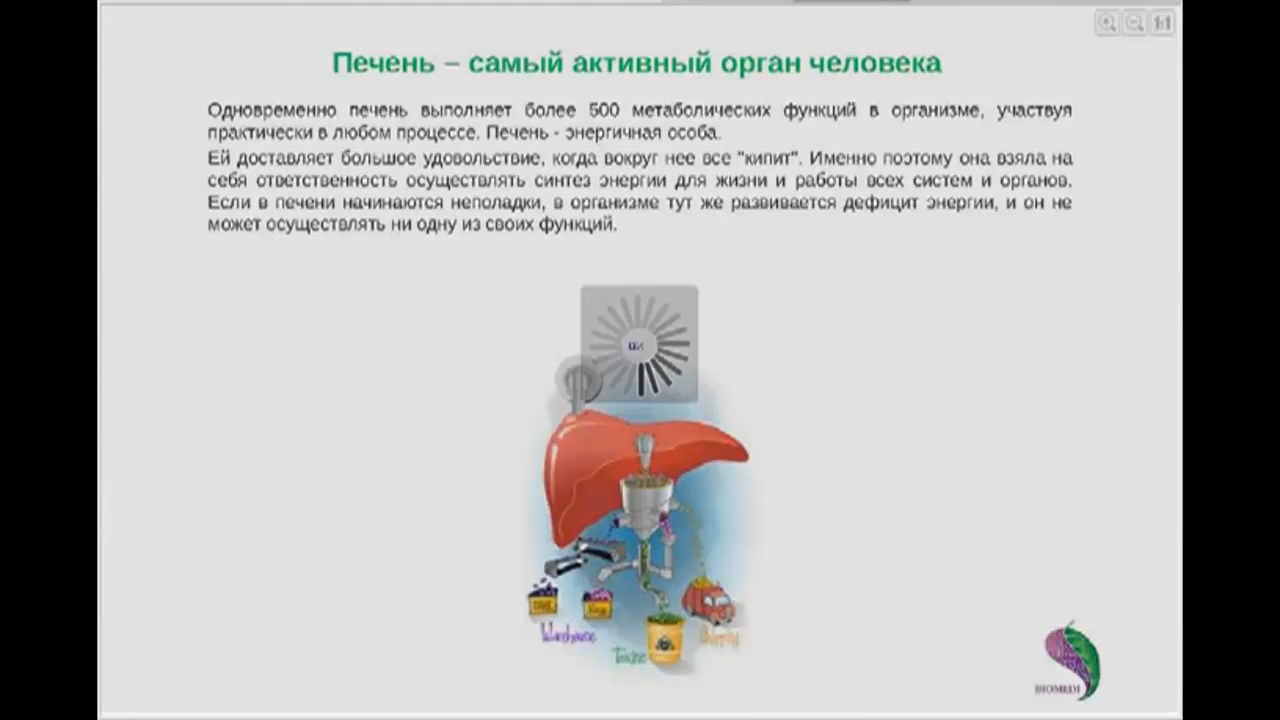 1:1
Печень – самый активный орган человека
Одновременно печень выполняет более 500 метаболических функций в организме, участвуя
практически в любом процессе. Печень - энергичная особа.
Ей доставляет большое удовольствие, когда вокруг нее все "кипит". Именно поэтому она взяла на
себя ответственность осуществлять синтез энергии для жизни и работы всех систем и органов.
Если в печени начинаются неполадки, в организме тут же развивается дефицит энергии, и он не
может осуществлять ни одну из своих функций.
Warehouse
Toxins
BIOMEDI